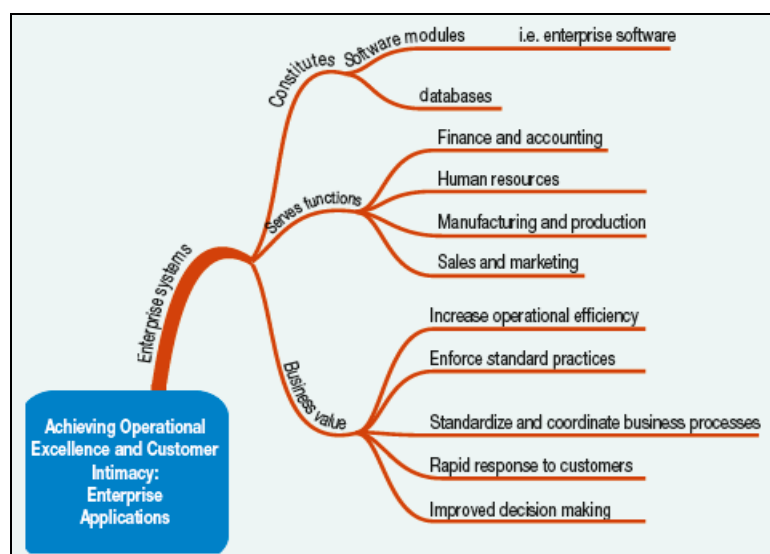 Constitutes
Software modules
i.e. enterprise software
databases
Serves functions
Finance and accounting
Human resources
Manufacturing and production
Sales and marketing
Enterprise systems
Business value
Increase operational efficiency
Enforce standard practices
Standardize and coordinate business processes
Rapid response to customers
Improved decision making
Achieving Operational
Excellence and Customer
Intimacy:
Enterprise
Applications